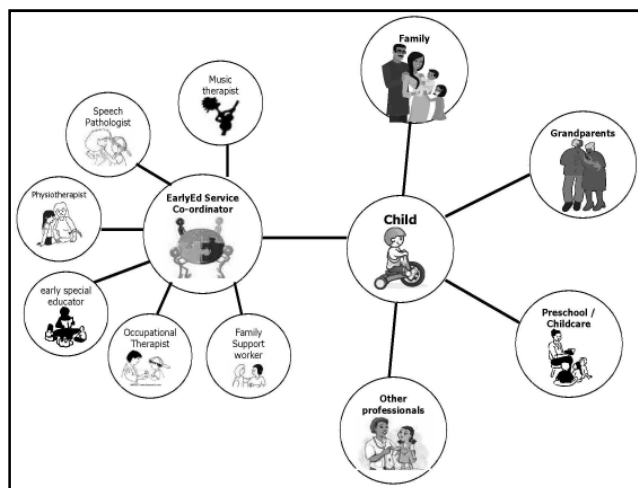 Family
Music
therapist
Speech
Pathologist
Grandparents
EarlyEd Service
Co-ordinator
Physiotherapist
Child
early special
educator
Preschool /
Childcare
Occupational
Therapist
Family
Support
worker
Other
professionals